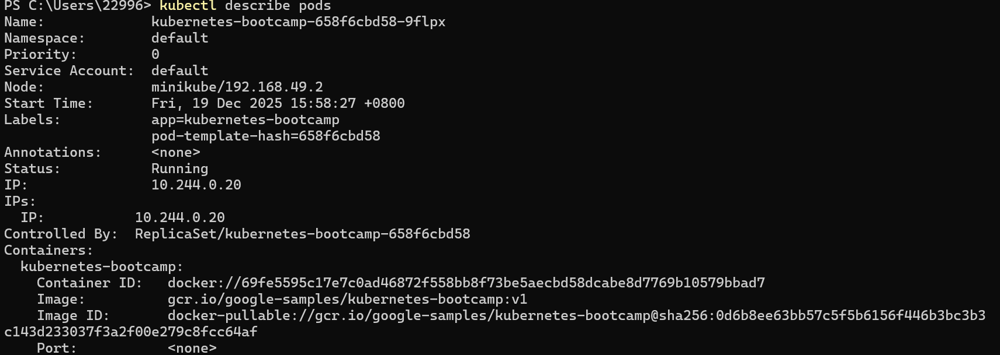 PS C:\Users\22996> kubectl describe pods
Name:             kubernetes-bootcamp-658f6cbd58-9flpx
Namespace:        default
Priority:         0
Service Account:  default
Node:             minikube/192.168.49.2
Start Time:       Fri, 19 Dec 2025 15:58:27 +0800
Labels:           app=kubernetes-bootcamp
                  pod-template-hash=658f6cbd58
Annotations:      <none>
Status:           Running
IP:               10.244.0.20
IPs:
  IP:           10.244.0.20
Controlled By:  ReplicaSet/kubernetes-bootcamp-658f6cbd58
Containers:
  kubernetes-bootcamp:
    Container ID:   docker://69fe5595c17e7c0ad46872f558bb8f73be5aecbd58dcabe8d7769b10579bbad7
    Image:          gcr.io/google-samples/kubernetes-bootcamp:v1
    Image ID:       docker-pullable://gcr.io/google-samples/kubernetes-bootcamp@sha256:0d6b8ee63bb57c5f5b6156f446b3bc3b3
c143d233037f3a2f00e279c8fcc64af
    Port:           <none>